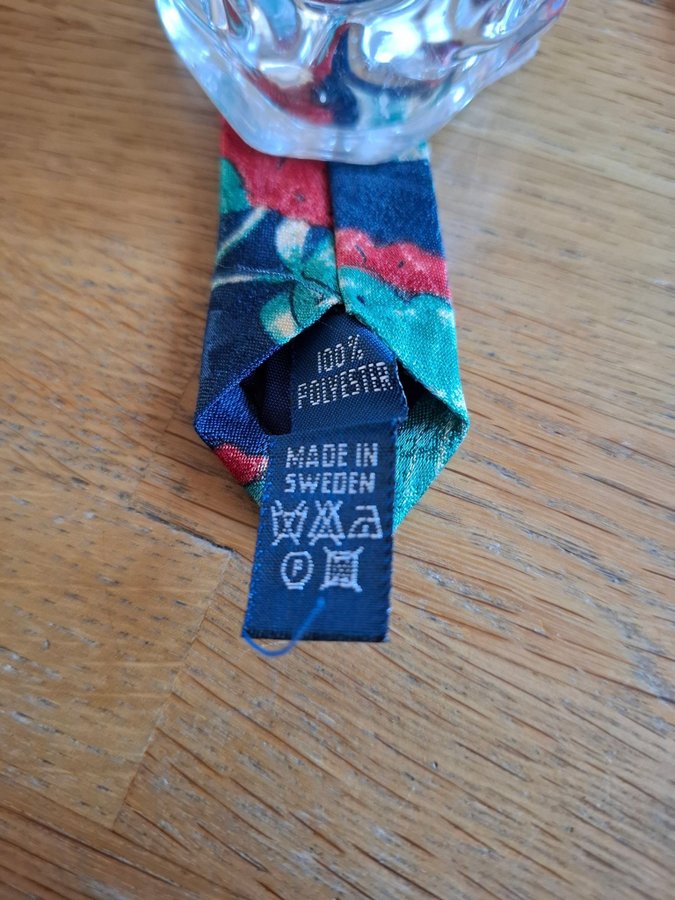 100%
POLYESTER
MADE IN
SWEDEN
P